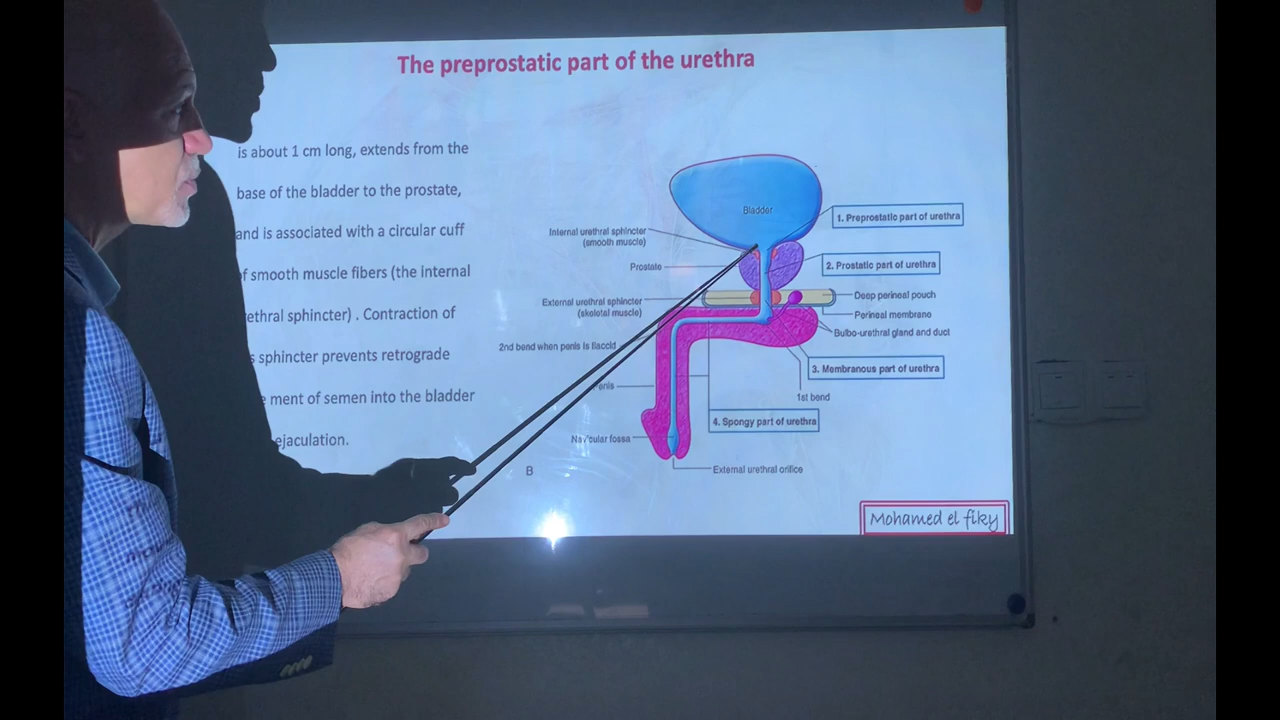 The preprostatic part of the urethra
is about 1 cm long, extends from the
base of the bladder to the prostate,
and is associated with a circular cuff
of smooth muscle fibers (the internal
ethral sphincter) . Contraction of
s sphincter prevents retrograde
ment of semen into the bladder
ejaculation.
Bladder
1. Preprostatic part of urethra
Internal urethral sphincter
(smooth muscle)
2. Prostatic part of urethra
Prostate
External urethral sphincter
(skeletal muscle)
Deep perineal pouch
Perineal membrane
Bulbo-urethral gland and duct
2nd bend when penis is flaccid
3. Membranous part of urethra
enis
1st bend
4. Spongy part of urethra
Navicular fossa
External urethral orifice
B
Mohamed el fiky